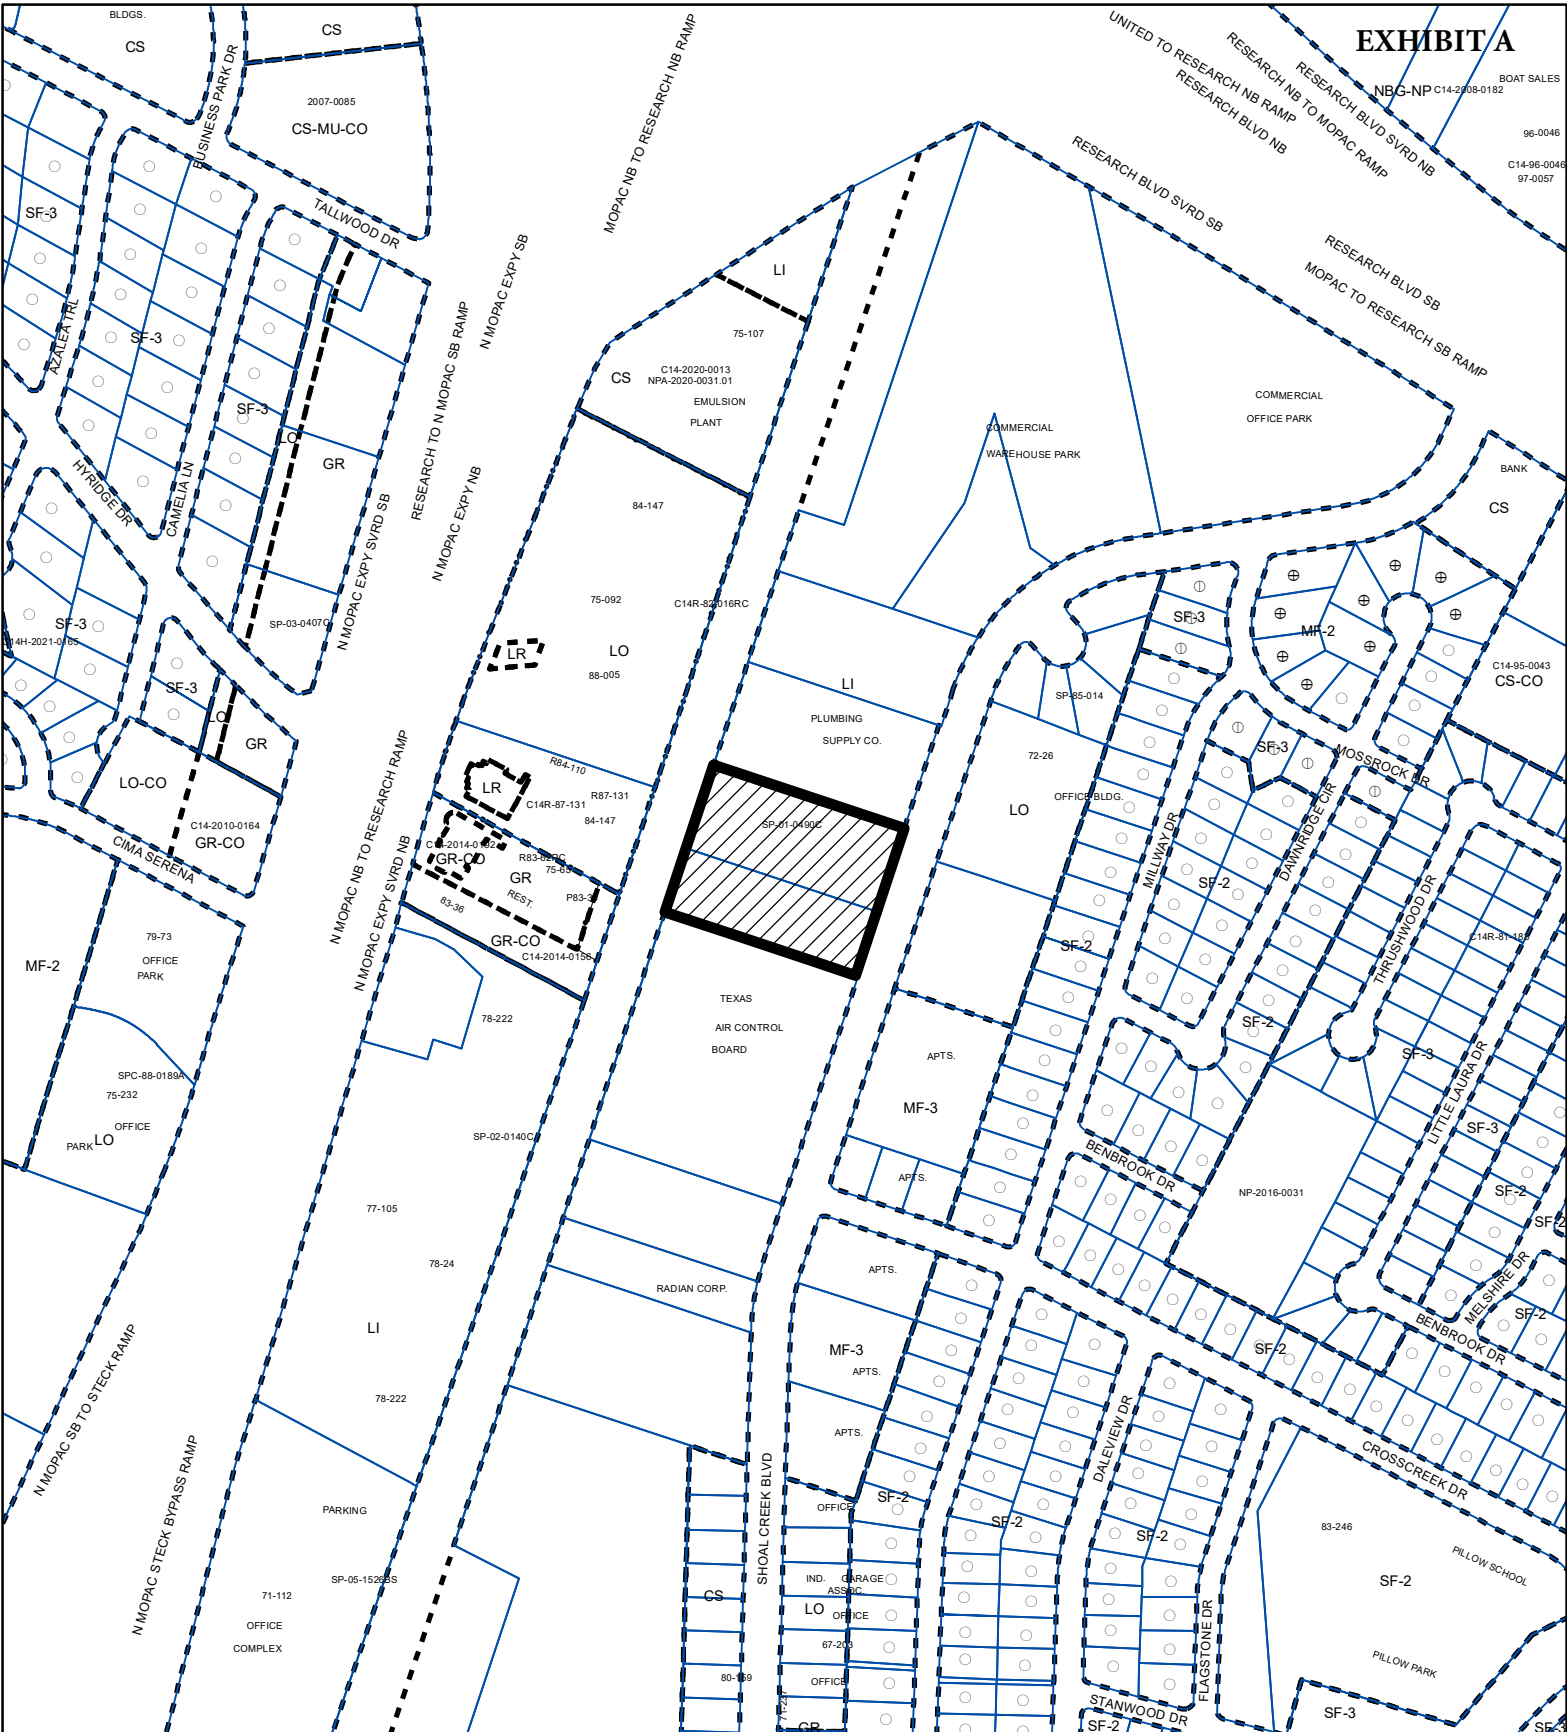 EXHIBIT A
BLDGS.
CS
CS
BUSINESS PARK DR
2007-0085
CS-MU-CO
TALLWOOD DR
MOPAC NB TO RESEARCH NB RAMP
UNITED TO RESEARCH NB RAMP
RESEARCH NB TO MOPAC RAMP
RESEARCH BLVD SVRD NB
RESEARCH BLVD NB
NBG-NP
C14-2008-0182
BOAT SALES
96-0046
C14-96-0046
97-0057
RESEARCH BLVD SVRD SB
RESEARCH BLVD SB
MOPAC TO RESEARCH SB RAMP
SF-3
AZALEA TRL
SF-3
SF-3
LO
GR
HYRIDGE DR
CAMELIA LN
N MOPAC EXPY SB
RESEARCH TO N MOPAC SB RAMP
N MOPAC EXPY NB
N MOPAC EXPY SVRD SB
LI
75-107
CS
C14-2020-0013
NPA-2020-0031.01
EMULSION
PLANT
COMMERCIAL
OFFICE PARK
COMMERCIAL
WAREHOUSE PARK
BANK
CS
84-147
75-092
C14R-82-016RC
LR
LO
88-005
SP-03-0407C
SF-3
C14H-2021-0165
SF-3
LO
GR
LO-CO
C14-2010-0164
GR-CO
CIMA SERENA
LI
PLUMBING
SUPPLY CO.
SP-85-014
SF-3
MF-2
C14-95-0043
CS-CO
SF-3
MOSSROCK DR
72-26
OFFICE BLDG.
LO
N MOPAC NB TO RESEARCH RAMP
N MOPAC EXPY SVRD NB
R84-110
LR
C14R-87-131
R87-131
84-147
C14-2014-0192
GR-CO
GR
REST.
83-36
GR-CO
C14-2014-0156
SP-01-0490C
MILLWAY DR
DAWNRIDGE CIR
SF-2
THRUSHWOOD DR
SF-2
SF-2
SF-3
MF-2
79-73
OFFICE
PARK
78-222
TEXAS
AIR CONTROL
BOARD
APTS.
MF-3
APTS.
SPC-88-0189A
75-232
OFFICE
PARK
LO
SP-02-0140C
BENBROOK DR
LITTLE LAURA DR
SF-3
NP-2016-0031
SF-2
SF-2
MELSHIRE DR
SF-2
BENBROOK DR
SF-2
77-105
78-24
APTS.
RADIAN CORP.
LI
MF-3
APTS.
APTS.
78-222
N MOPAC SB TO STECK RAMP
N MOPAC STECK BYPASS RAMP
SHOAL CREEK BLVD
DALEVIEW DR
CROSSCREEK DR
PARKING
OFFICE
SF-2
SF-2
SF-2
83-246
PILLOW SCHOOL
SF-2
PILLOW PARK
71-112
SP-05-1526BS
OFFICE
COMPLEX
CS
IND.
GARAGE
ASSOC.
LO
OFFICE
67-203
OFFICE
80-159
71-237
GR
FLAGSTONE DR
STANWOOD DR
SF-2
SF-3
SF-3